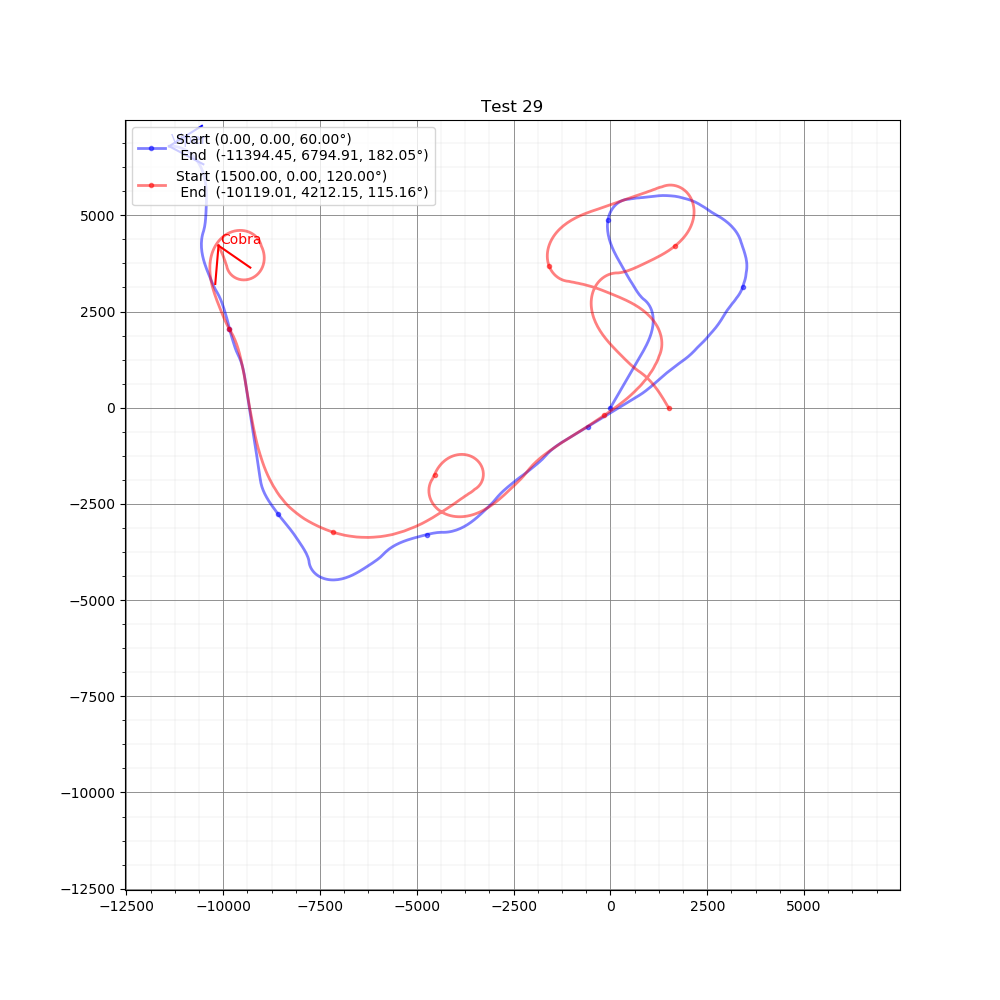 Test 29
Start (0.00, 0.00, 60.00°)
End (-11394.45, 6794.91, 182.05°)
Start (1500.00, 0.00, 120.00°)
End (-10119.01, 4212.15, 115.16°)
Cobra
5000
2500
0
−2500
−5000
−7500
−10000
−12500
−12500 −10000 −7500 −5000 −2500 0 2500 5000